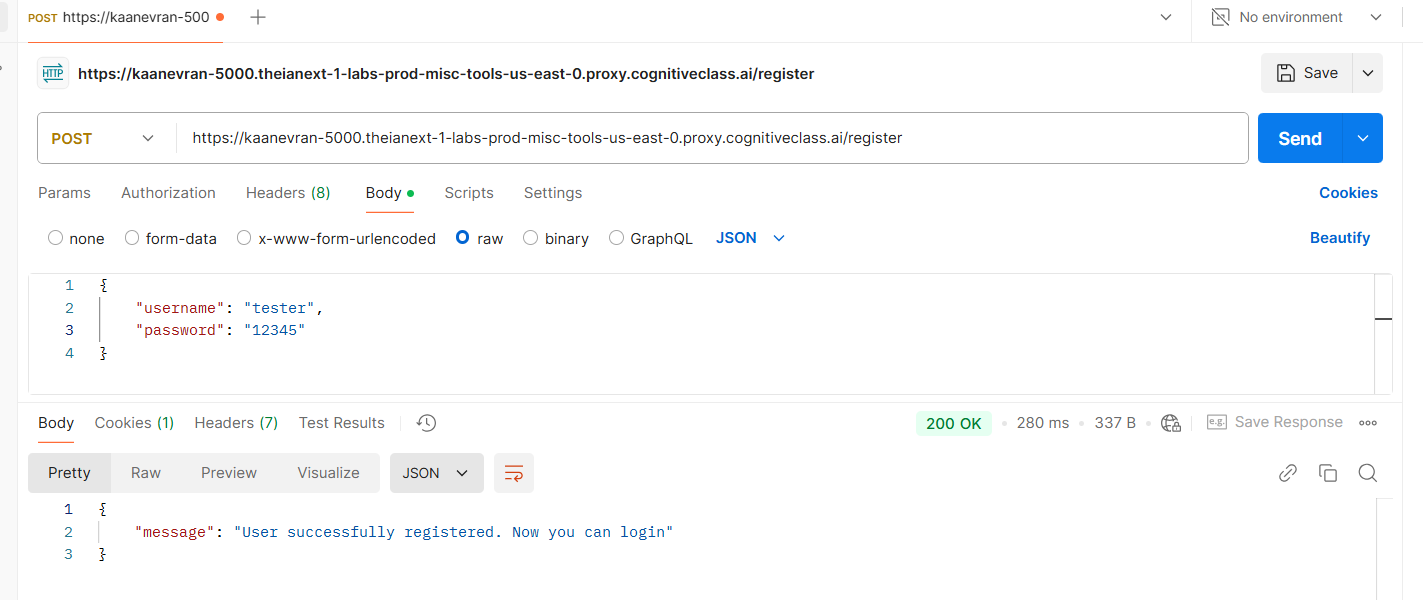 POST https://kaanevran-500
No environment
HTTP https://kaanevran-5000.theianext-1-labs-prod-misc-tools-us-east-0.proxy.cognitiveclass.ai/register Save
POST https://kaanevran-5000.theianext-1-labs-prod-misc-tools-us-east-0.proxy.cognitiveclass.ai/register Send
Params Authorization Headers (8) Body Scripts Settings Cookies
none form-data x-www-form-urlencoded raw binary GraphQL JSON Beautify
1 {
2 "username": "tester",
3 "password": "12345"
4 }
Body Cookies (1) Headers (7) Test Results 200 OK 280 ms 337 B e.g. Save Response
Pretty Raw Preview Visualize JSON
1 {
2 "message": "User successfully registered. Now you can login"
3 }